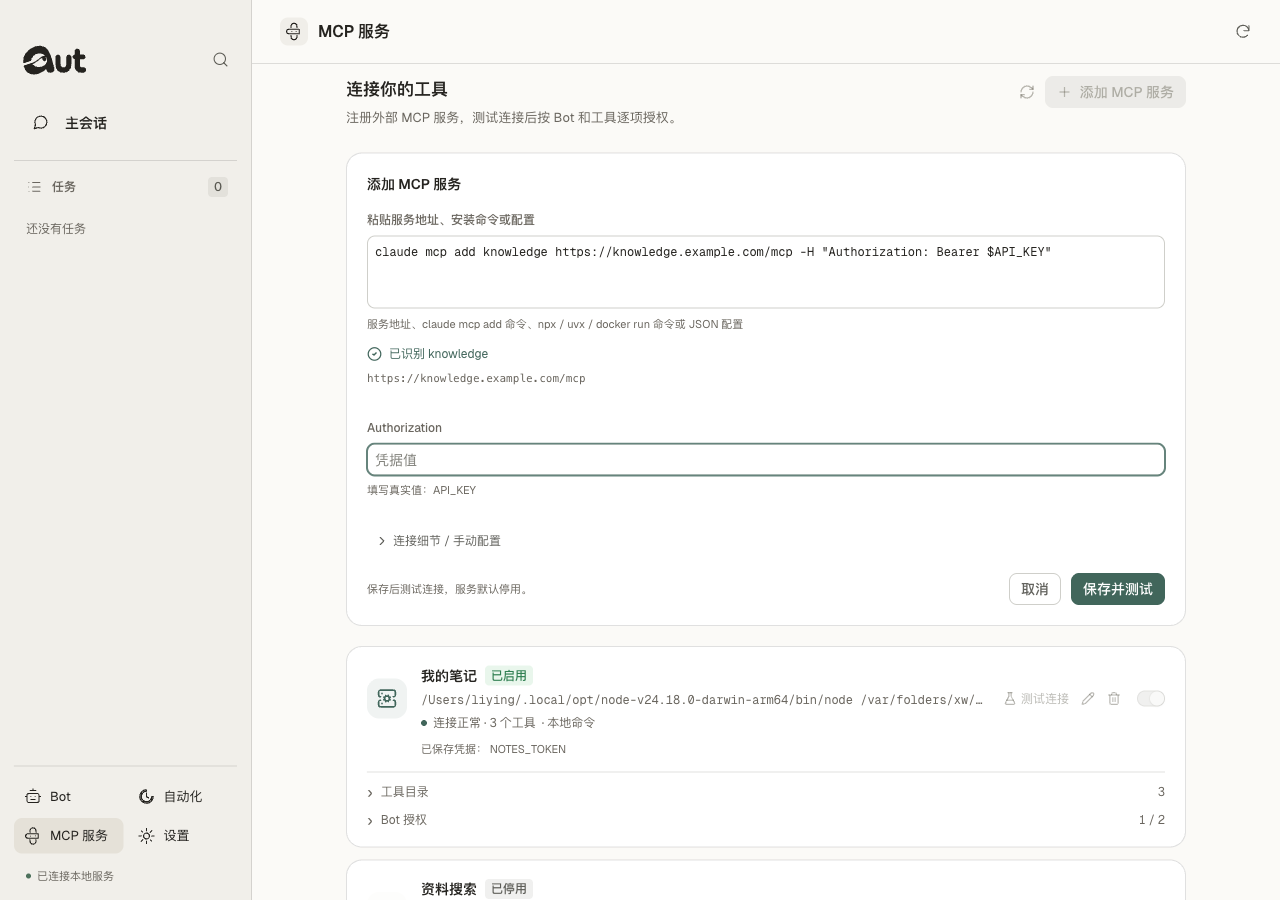 Aut
主会话
任务
0
还没有任务
Bot
自动化
MCP 服务
设置
已连接本地服务
MCP 服务
连接你的工具
注册外部 MCP 服务，测试连接后按 Bot 和工具逐项授权。
添加 MCP 服务
添加 MCP 服务
粘贴服务地址、安装命令或配置
claude mcp add knowledge https://knowledge.example.com/mcp -H "Authorization: Bearer $API_KEY"
服务地址、claude mcp add 命令、npx / uvx / docker run 命令或 JSON 配置
已识别 knowledge
https://knowledge.example.com/mcp
Authorization
凭据值
填写真实值：API_KEY
连接细节 / 手动配置
保存后测试连接，服务默认停用。
取消
保存并测试
我的笔记
已启用
/Users/liying/.local/opt/node-v24.18.0-darwin-arm64/bin/node /var/folders/xw/…
测试连接
连接正常 · 3 个工具 · 本地命令
已保存凭据： NOTES_TOKEN
工具目录
3
Bot 授权
1 / 2
资料搜索
已停用